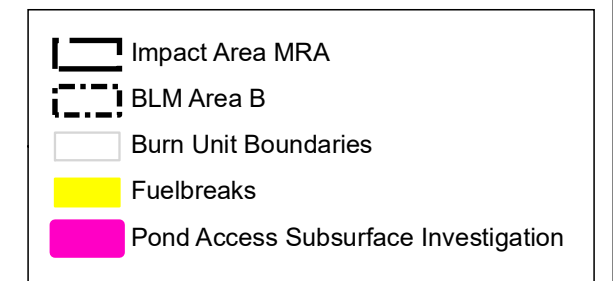 Impact Area MRA
BLM Area B
Burn Unit Boundaries
Fuelbreaks
Pond Access Subsurface Investigation